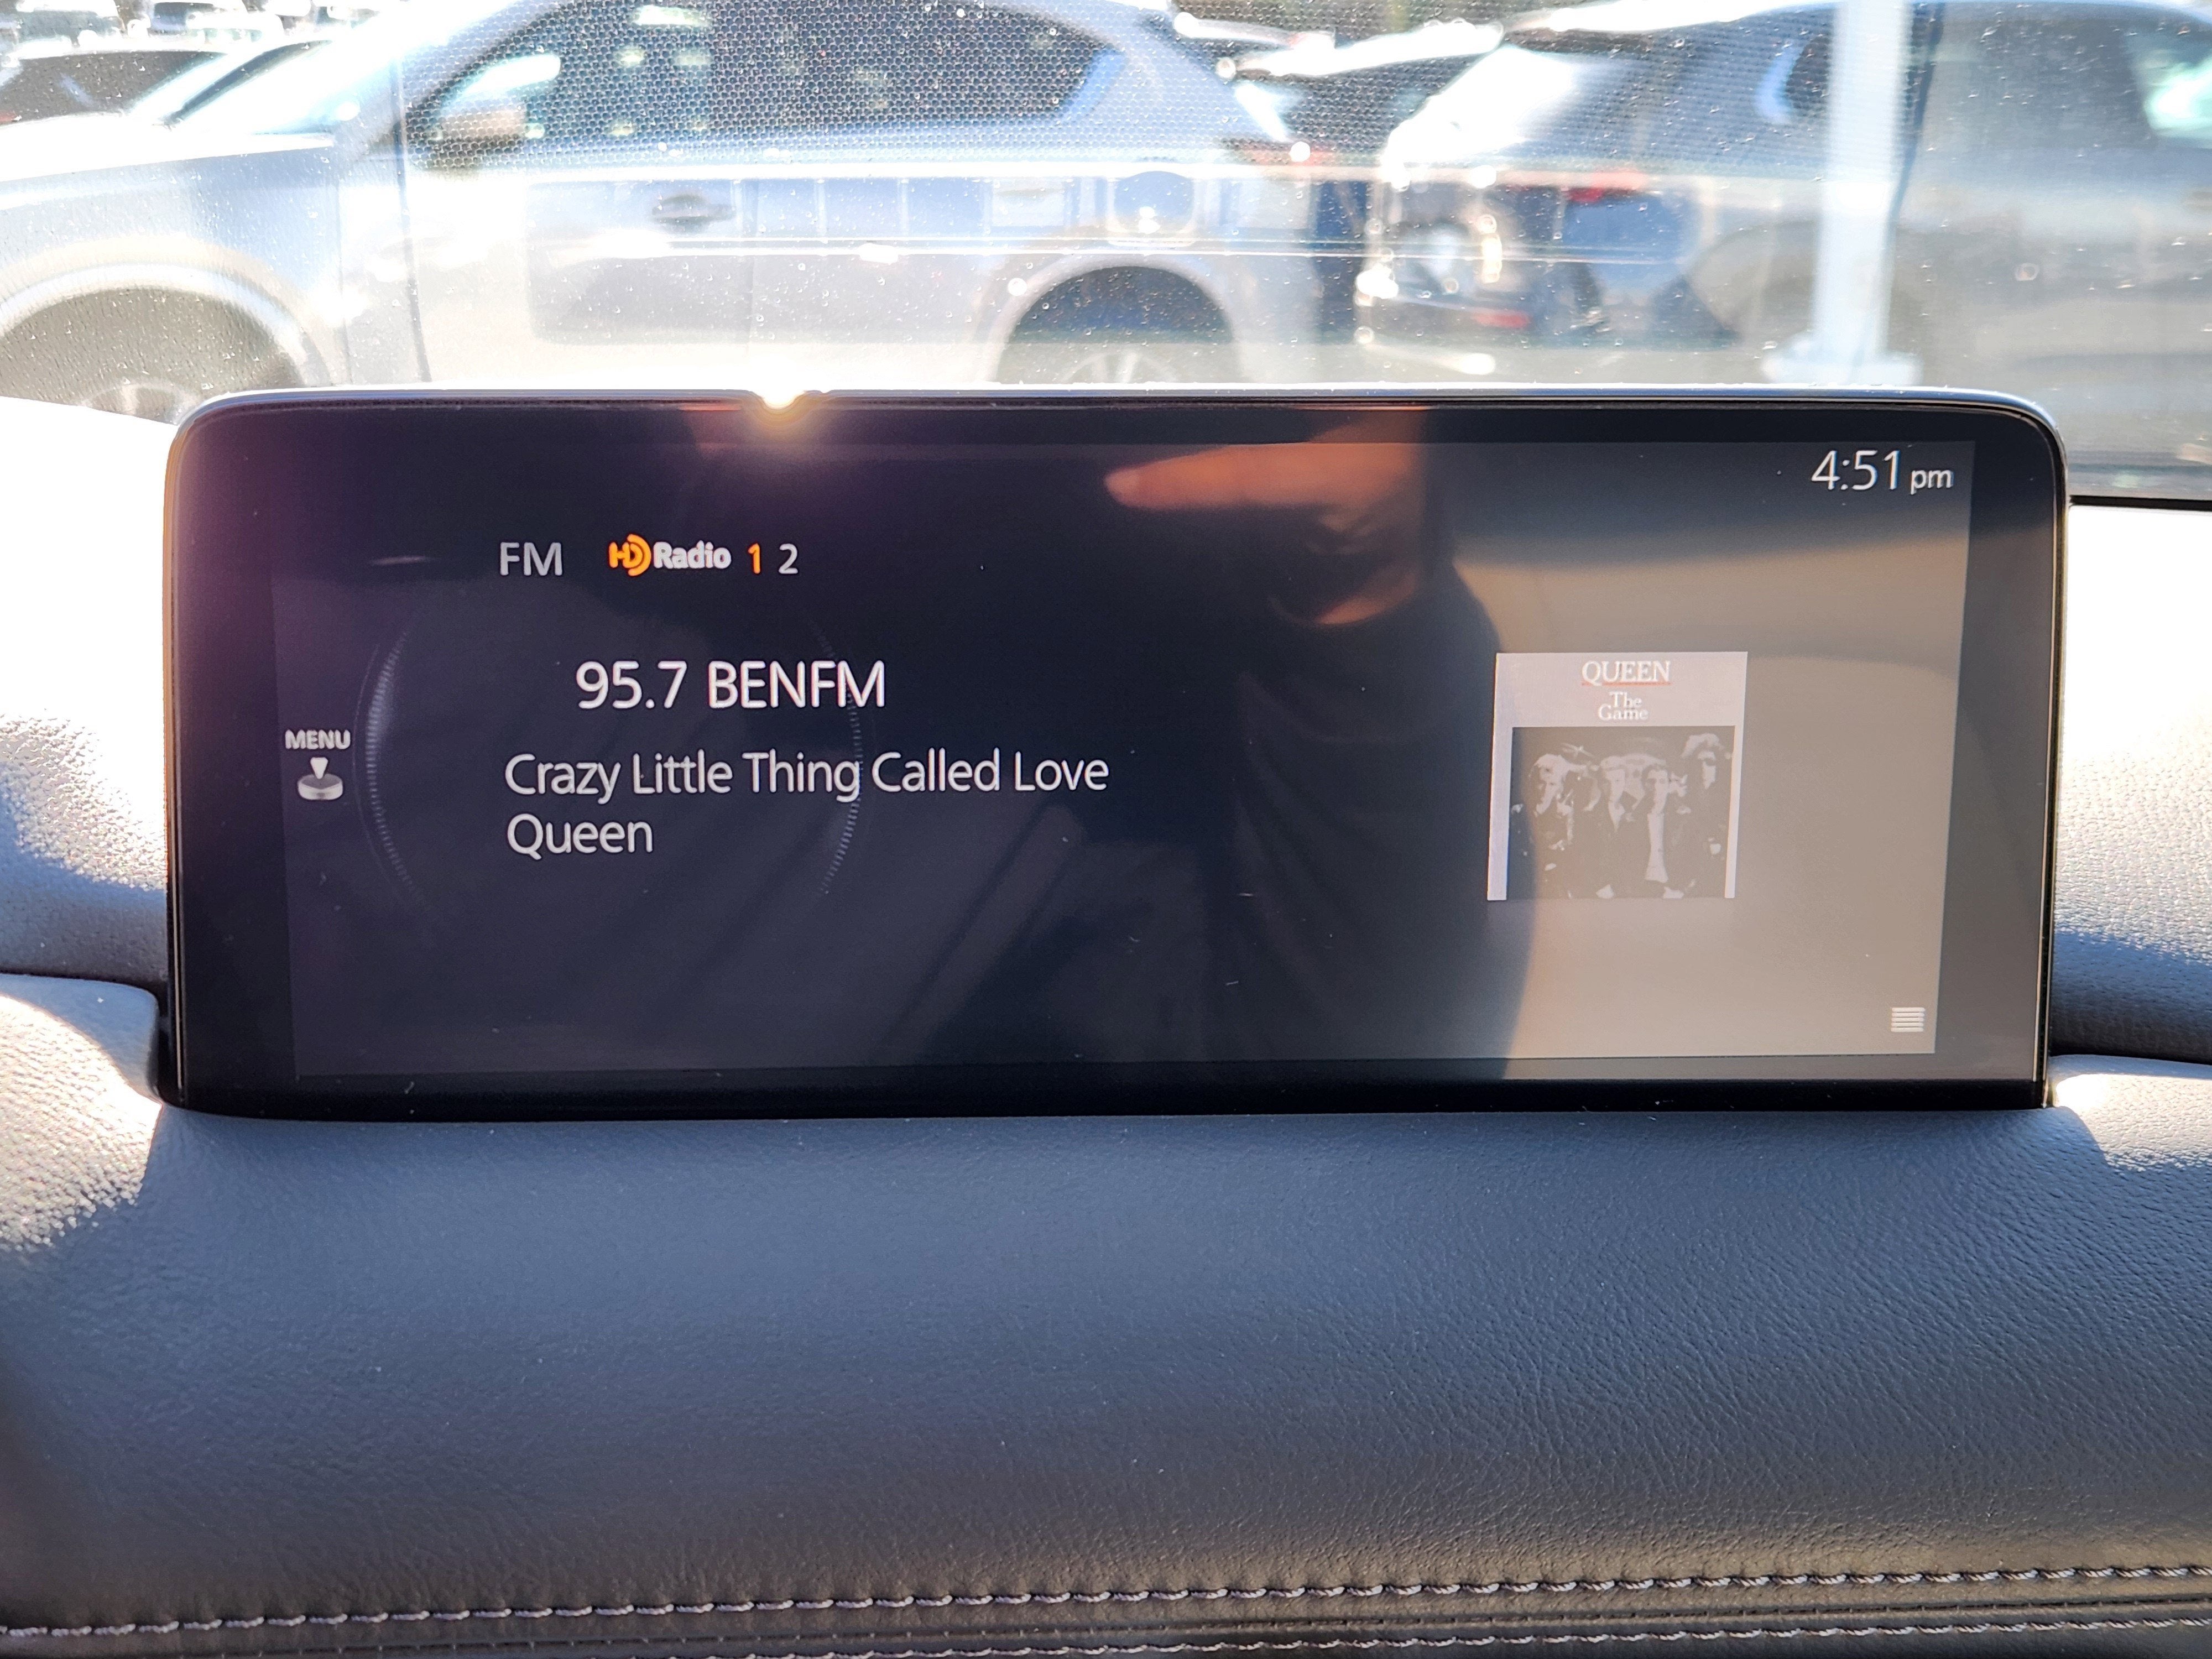 4:51 pm
FM HD Radio 1 2
95.7 BENFM
MENU
Crazy Little Thing Called Love
Queen
QUEEN
The
Game